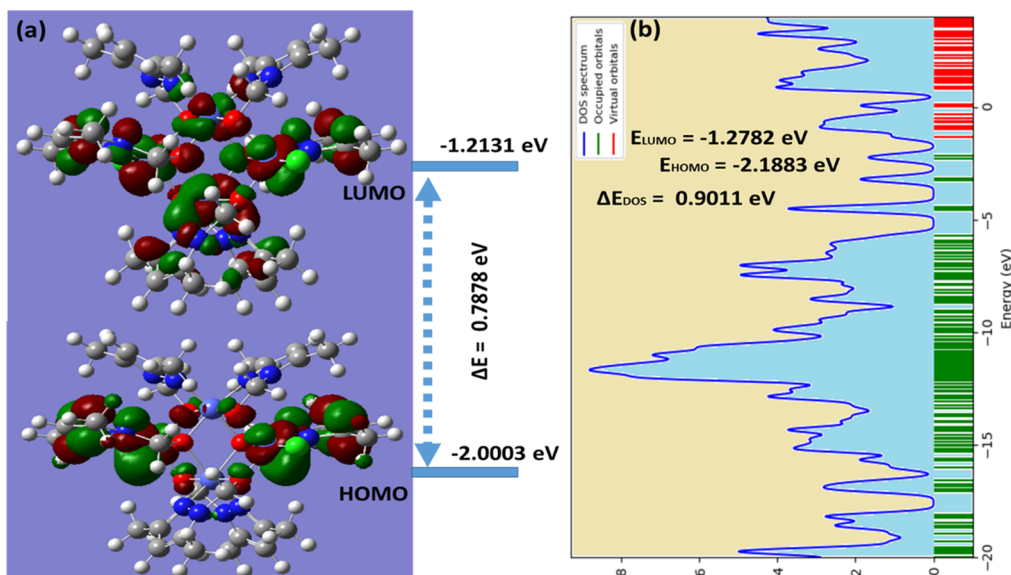 (a)
-1.2131 eV
LUMO
ΔE = 0.7878 eV
-2.0003 eV
HOMO
(b)
DOS spectrum
Occupied orbitals
Virtual orbitals
ELUMO = -1.2782 eV
EHOMO = -2.1883 eV
ΔEDOS = 0.9011 eV
0
−5
−10
−15
−20
Energy (eV)
8
6
4
2
0